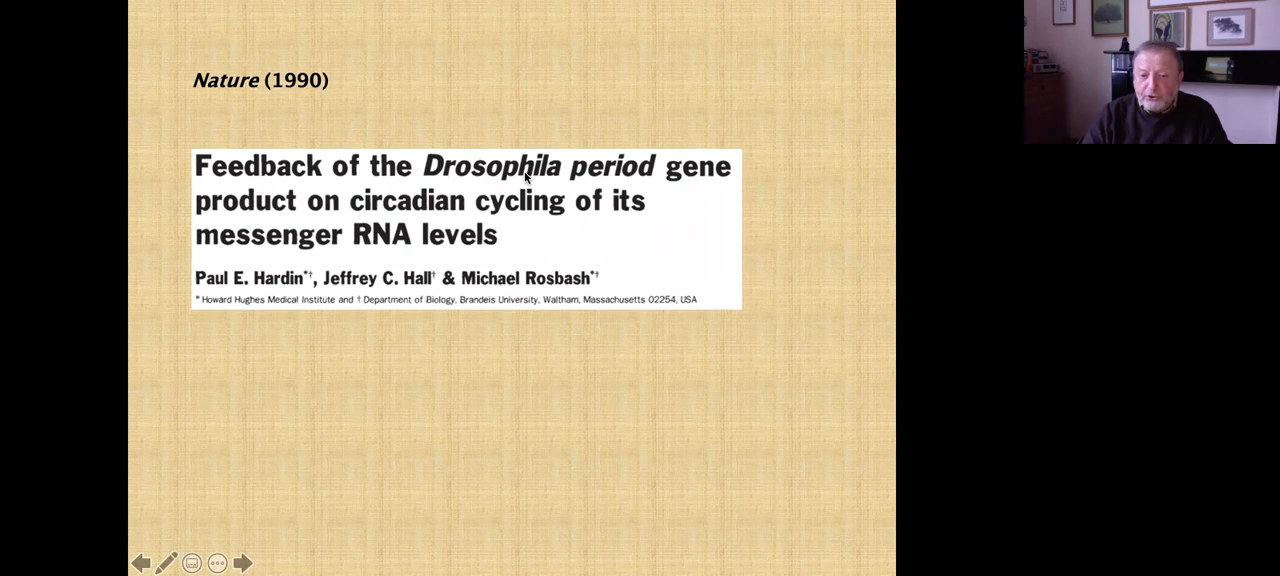 Nature (1990)
Feedback of the Drosophila period gene
product on circadian cycling of its
messenger RNA levels
Paul E. Hardin*†, Jeffrey C. Hall† & Michael Rosbash*†
* Howard Hughes Medical Institute and † Department of Biology, Brandeis University, Waltham, Massachusetts 02254, USA